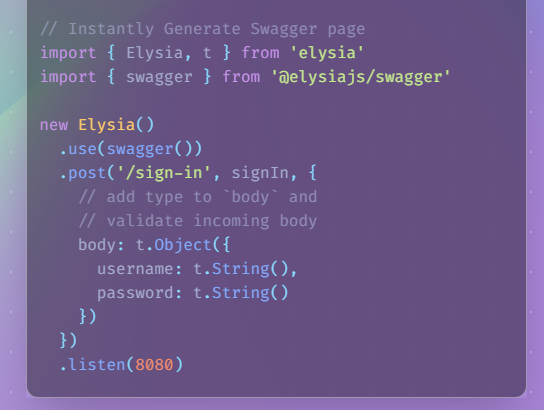 // Instantly Generate Swagger page
import { Elysia, t } from 'elysia'
import { swagger } from '@elysiajs/swagger'

new Elysia()
  .use(swagger())
  .post('/sign-in', signIn, {
    // add type to `body` and
    // validate incoming body
    body: t.Object({
      username: t.String(),
      password: t.String()
    })
  })
  .listen(8080)